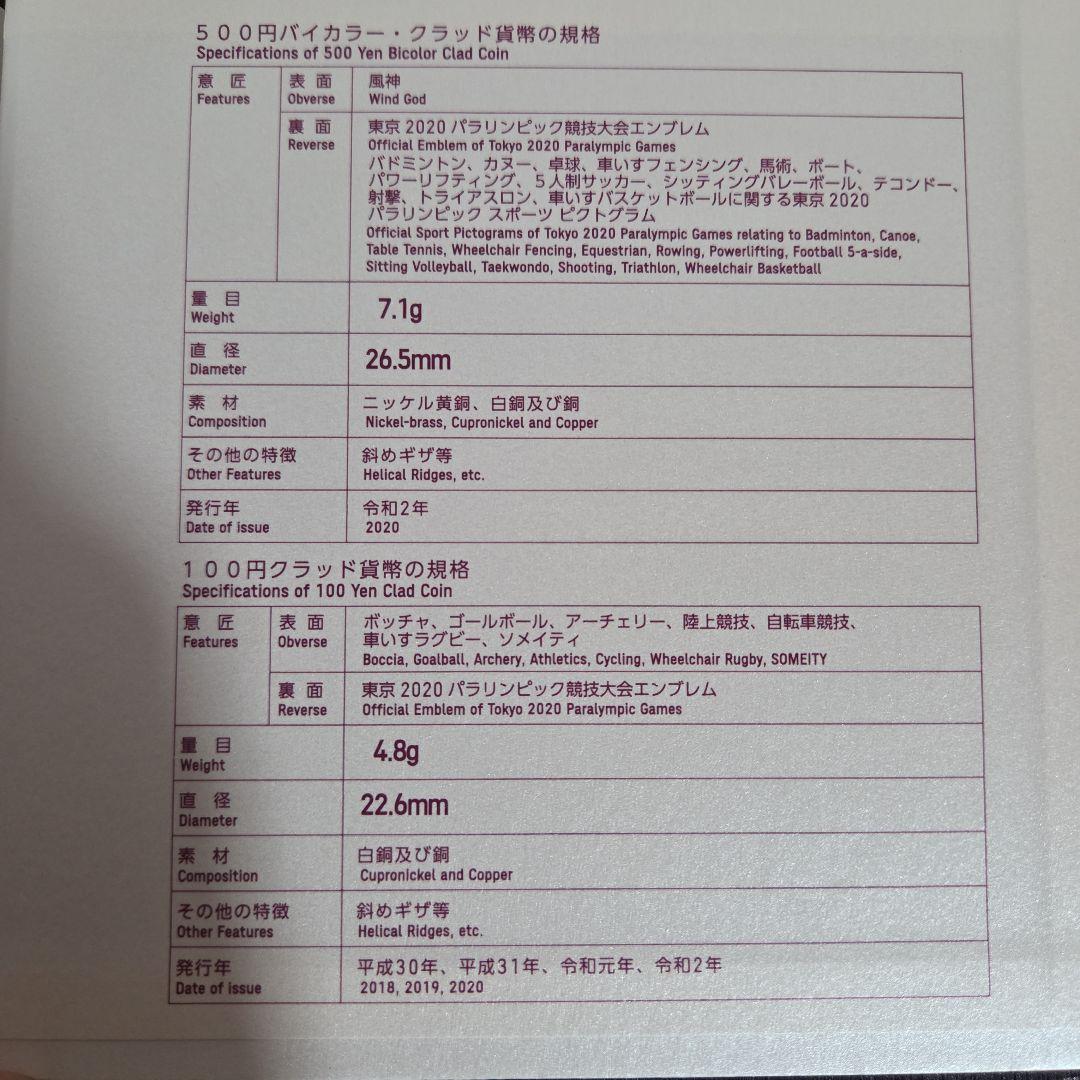 ５００円バイカラー・クラッド貨幣の規格
Specifications of 500 Yen Bicolor Clad Coin
意 匠
Features
表 面
Obverse
風神
Wind God
裏 面
Reverse
東京 2020 パラリンピック競技大会エンブレム
Official Emblem of Tokyo 2020 Paralympic Games
バドミントン、カヌー、卓球、車いすフェンシング、馬術、ボート、
パワーリフティング、５人制サッカー、シッティングバレーボール、テコンドー、
射撃、トライアスロン、車いすバスケットボールに関する東京 2020
パラリンピック スポーツ ピクトグラム
Official Sport Pictograms of Tokyo 2020 Paralympic Games relating to Badminton, Canoe,
Table Tennis, Wheelchair Fencing, Equestrian, Rowing, Powerlifting, Football 5-a-side,
Sitting Volleyball, Taekwondo, Shooting, Triathlon, Wheelchair Basketball
量 目
Weight
7.1g
直 径
Diameter
26.5mm
素 材
Composition
ニッケル黄銅、白銅及び銅
Nickel-brass, Cupronickel and Copper
その他の特徴
Other Features
斜めギザ等
Helical Ridges, etc.
発行年
Date of issue
令和2年
2020
１００円クラッド貨幣の規格
Specifications of 100 Yen Clad Coin
意 匠
Features
表 面
Obverse
ボッチャ、ゴールボール、アーチェリー、陸上競技、自転車競技、
車いすラグビー、ソメイティ
Boccia, Goalball, Archery, Athletics, Cycling, Wheelchair Rugby, SOMEITY
裏 面
Reverse
東京 2020 パラリンピック競技大会エンブレム
Official Emblem of Tokyo 2020 Paralympic Games
量 目
Weight
4.8g
直 径
Diameter
22.6mm
素 材
Composition
白銅及び銅
Cupronickel and Copper
その他の特徴
Other Features
斜めギザ等
Helical Ridges, etc.
発行年
Date of issue
平成30年、平成31年、令和元年、令和2年
2018, 2019, 2020